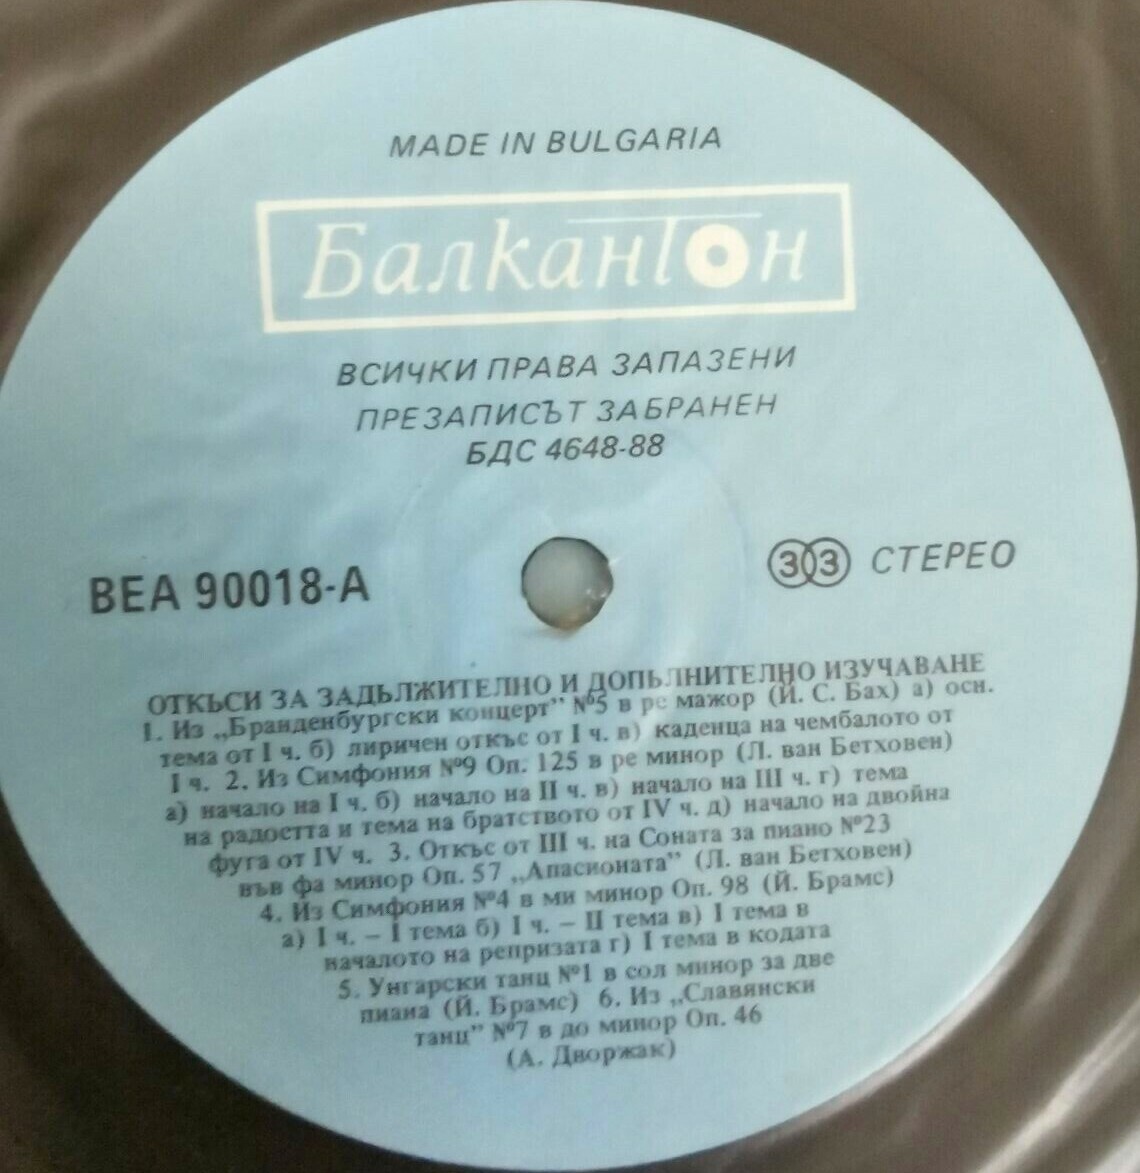 MADE IN BULGARIA
Балкантон
ВСИЧКИ ПРАВА ЗАПАЗЕНИ
ПРЕЗАПИСЪТ ЗАБРАНЕН
БДС 4648-88
ВЕА 90018-А
33 СТЕРЕО
ОТКЪСИ ЗА ЗАДЪЛЖИТЕЛНО И ДОПЪЛНИТЕЛНО ИЗУЧАВАНЕ
1. Из „Бранденбургски концерт” №5 в ре мажор (Й. С. Бах) а) осн.
тема от I ч. б) лиричен откъс от I ч. в) каденца на чембалото от
I ч. 2. Из Симфония №9 Оп. 125 в ре минор (Л. ван Бетховен)
а) начало на I ч. б) начало на II ч. в) начало на III ч. г) тема
на радостта и тема на братството от IV ч. д) начало на двойна
фуга от IV ч. 3. Откъс от III ч. на Соната за пиано №23
във фа минор Оп. 57 „Апасионата” (Л. ван Бетховен)
4. Из Симфония №4 в ми минор Оп. 98 (Й. Брамс)
а) I ч. – I тема б) I ч. – II тема в) I тема в
началото на репризата г) I тема в кодата
5. Унгарски танц №1 в сол минор за две
пиана (Й. Брамс) 6. Из „Славянски
танц” №7 в до минор Оп. 46
(А. Дворжак)